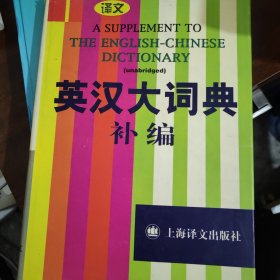 译文
A SUPPLEMENT TO
THE ENGLISH-CHINESE
DICTIONARY
(unabridged)
英汉大词典
补编
上海译文出版社